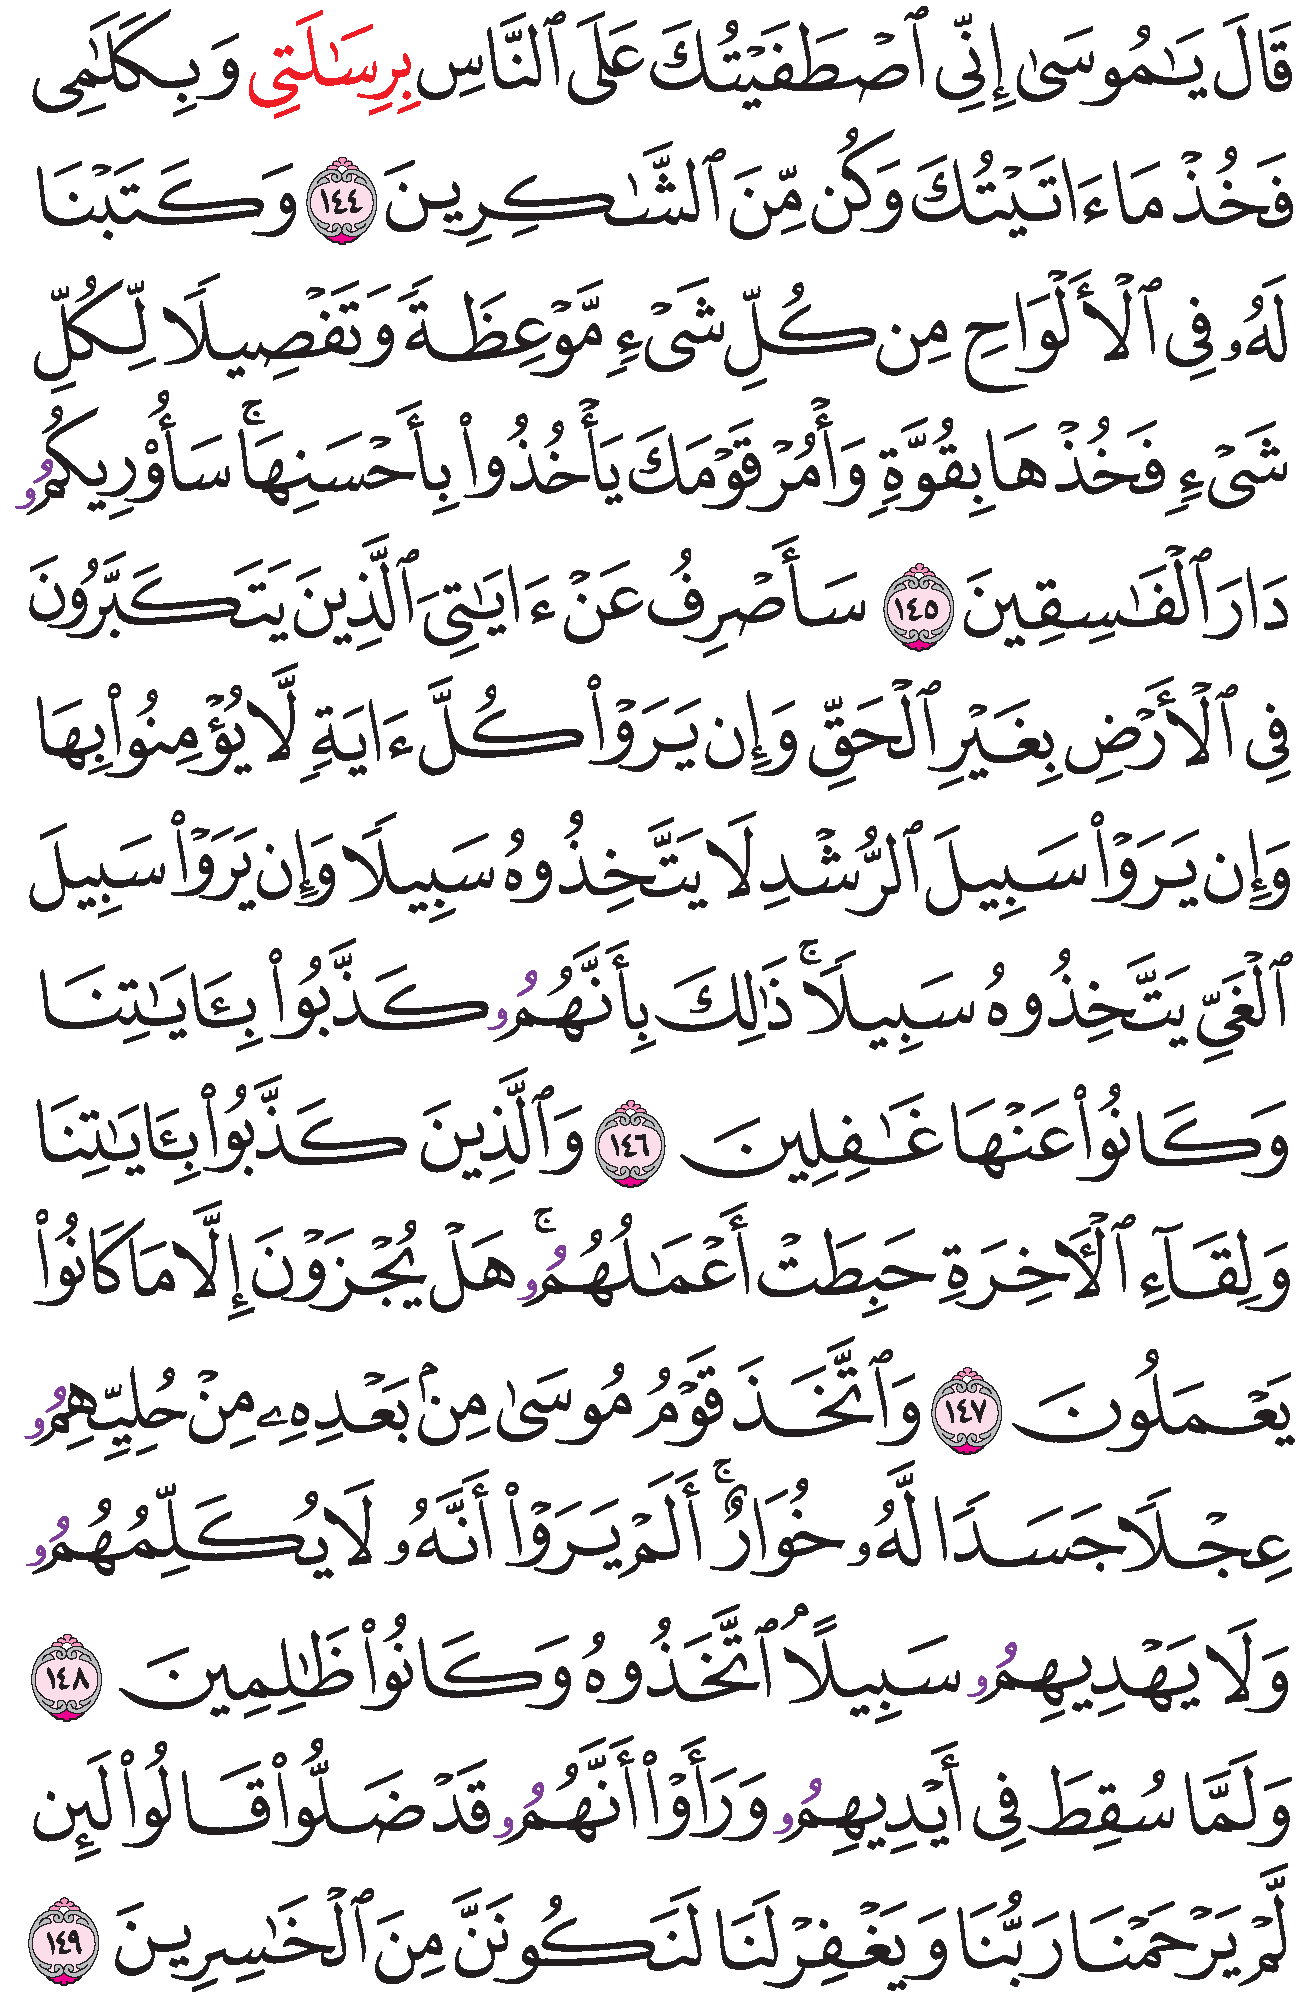 قَالَ يَٰمُوسَىٰ إِنِّي ٱصۡطَفَيۡتُكَ عَلَى ٱلنَّاسِ بِرِسَٰلَتِي وَبِكَلَٰمِي
فَخُذۡ مَا ءَاتَيۡتُكَ وَكُن مِّنَ ٱلشَّٰكِرِينَ ١٤٤ وَكَتَبۡنَا
لَهُۥ فِي ٱلۡأَلۡوَاحِ مِن كُلِّ شَيۡءٖ مَّوۡعِظَةٗ وَتَفۡصِيلٗا لِّكُلِّ
شَيۡءٖ فَخُذۡهَا بِقُوَّةٖ وَأۡمُرۡ قَوۡمَكَ يَأۡخُذُواْ بِأَحۡسَنِهَاۚ سَأُوْرِيكُمُۥ
دَارَ ٱلۡفَٰسِقِينَ ١٤٥ سَأَصۡرِفُ عَنۡ ءَايَٰتِيَ ٱلَّذِينَ يَتَكَبَّرُونَ
فِي ٱلۡأَرۡضِ بِغَيۡرِ ٱلۡحَقِّ وَإِن يَرَوۡاْ كُلَّ ءَايَةٖ لَّا يُؤۡمِنُواْ بِهَا
وَإِن يَرَوۡاْ سَبِيلَ ٱلرُّشۡدِ لَا يَتَّخِذُوهُ سَبِيلٗا وَإِن يَرَوۡاْ سَبِيلَ
ٱلۡغَيِّ يَتَّخِذُوهُ سَبِيلٗاۚ ذَٰلِكَ بِأَنَّهُمُۥ كَذَّبُواْ بِـَٔايَٰتِنَا
وَكَانُواْ عَنۡهَا غَٰفِلِينَ ١٤٦ وَٱلَّذِينَ كَذَّبُواْ بِـَٔايَٰتِنَا
وَلِقَآءِ ٱلۡأٓخِرَةِ حَبِطَتۡ أَعۡمَٰلُهُمُۥۚ هَلۡ يُجۡزَوۡنَ إِلَّا مَا كَانُواْ
يَعۡمَلُونَ ١٤٧ وَٱتَّخَذَ قَوۡمُ مُوسَىٰ مِنۢ بَعۡدِهِۦ مِنۡ حُلِيِّهِمُۥ
عِجۡلٗا جَسَدٗا لَّهُۥ خُوَارٌۚ أَلَمۡ يَرَوۡاْ أَنَّهُۥ لَا يُكَلِّمُهُمُۥ
وَلَا يَهۡدِيهِمُۥ سَبِيلًاۘ ٱتَّخَذُوهُ وَكَانُواْ ظَٰلِمِينَ ١٤٨
وَلَمَّا سُقِطَ فِي أَيۡدِيهِمُۥ وَرَأَوۡاْ أَنَّهُمُۥ قَدۡ ضَلُّواْ قَالُواْ لَئِن
لَّمۡ يَرۡحَمۡنَا رَبُّنَا وَيَغۡفِرۡ لَنَا لَنَكُونَنَّ مِنَ ٱلۡخَٰسِرِينَ ١٤٩